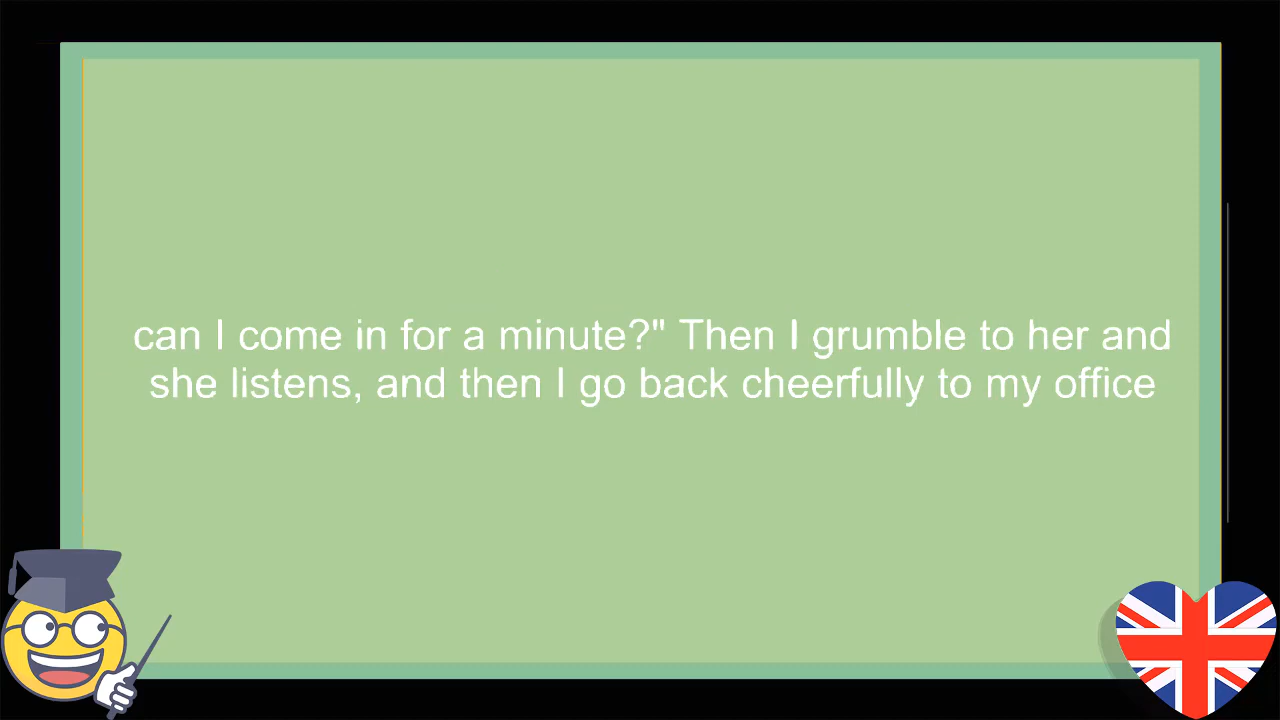 can I come in for a minute?" Then I grumble to her and
she listens, and then I go back cheerfully to my office